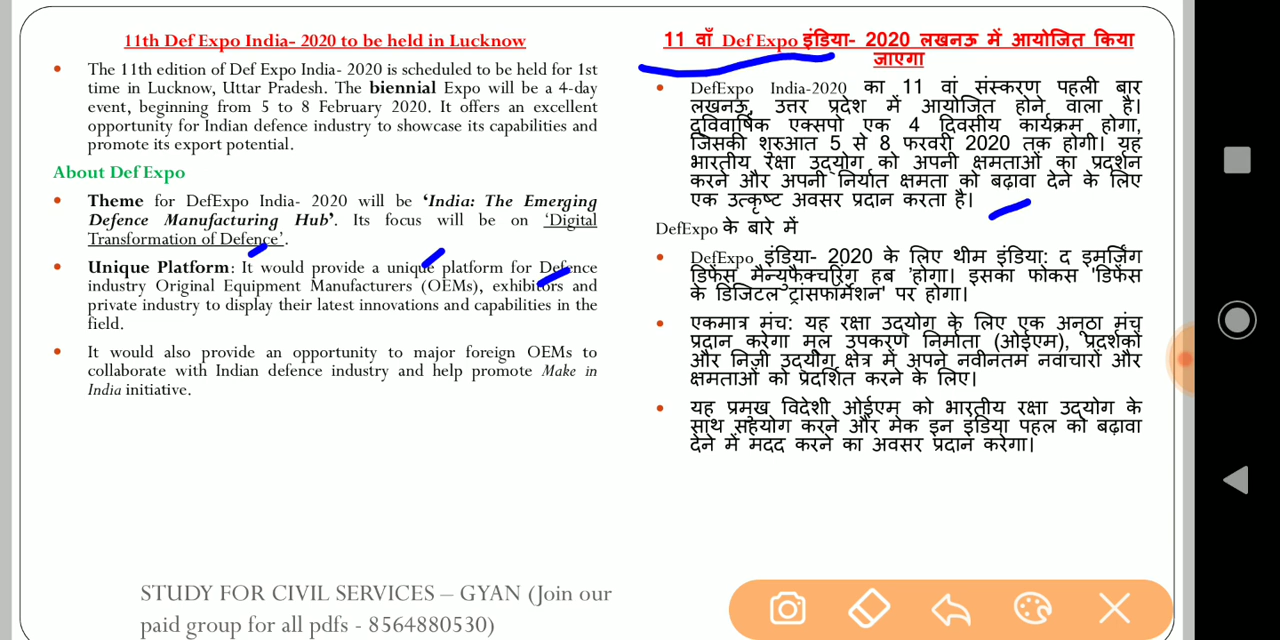 11th Def Expo India- 2020 to be held in Lucknow
• The 11th edition of Def Expo India- 2020 is scheduled to be held for 1st
time in Lucknow, Uttar Pradesh. The biennial Expo will be a 4-day
event, beginning from 5 to 8 February 2020. It offers an excellent
opportunity for Indian defence industry to showcase its capabilities and
promote its export potential.
About Def Expo
• Theme for DefExpo India- 2020 will be 'India: The Emerging
Defence Manufacturing Hub'. Its focus will be on 'Digital
Transformation of Defence'.
• Unique Platform: It would provide a unique platform for Defence
industry Original Equipment Manufacturers (OEMs), exhibitors and
private industry to display their latest innovations and capabilities in the
field.
• It would also provide an opportunity to major foreign OEMs to
collaborate with Indian defence industry and help promote Make in
India initiative.
11 वाँ Def Expo इंडिया- 2020 लखनऊ में आयोजित किया
जाएगा
• DefExpo India-2020 का 11 वां संस्करण पहली बार
लखनऊ, उत्तर प्रदेश में आयोजित होने वाला है।
द्विवार्षिक एक्सपो एक 4 दिवसीय कार्यक्रम होगा,
जिसकी शुरुआत 5 से 8 फरवरी 2020 तक होगी। यह
भारतीय रक्षा उद्योग को अपनी क्षमताओं का प्रदर्शन
करने और अपनी निर्यात क्षमता को बढ़ावा देने के लिए
एक उत्कृष्ट अवसर प्रदान करता है।
DefExpo के बारे में
• DefExpo इंडिया- 2020 के लिए थीम इंडिया: द इमर्जिंग
डिफेंस मैन्युफैक्चरिंग हब 'होगा। इसका फोकस 'डिफेंस
के डिजिटल ट्रांसफॉर्मेशन' पर होगा।
• एकमात्र मंच: यह रक्षा उद्योग के लिए एक अनूठा मंच
प्रदान करेगा मूल उपकरण निर्माता (ओईएम), प्रदर्शकों
और निजी उद्योग क्षेत्र में अपने नवीनतम नवाचारों और
क्षमताओं को प्रदर्शित करने के लिए।
• यह प्रमुख विदेशी ओईएम को भारतीय रक्षा उद्योग के
साथ सहयोग करने और मेक इन इंडिया पहल को बढ़ावा
देने में मदद करने का अवसर प्रदान करेगा।
STUDY FOR CIVIL SERVICES – GYAN (Join our
paid group for all pdfs - 8564880530)